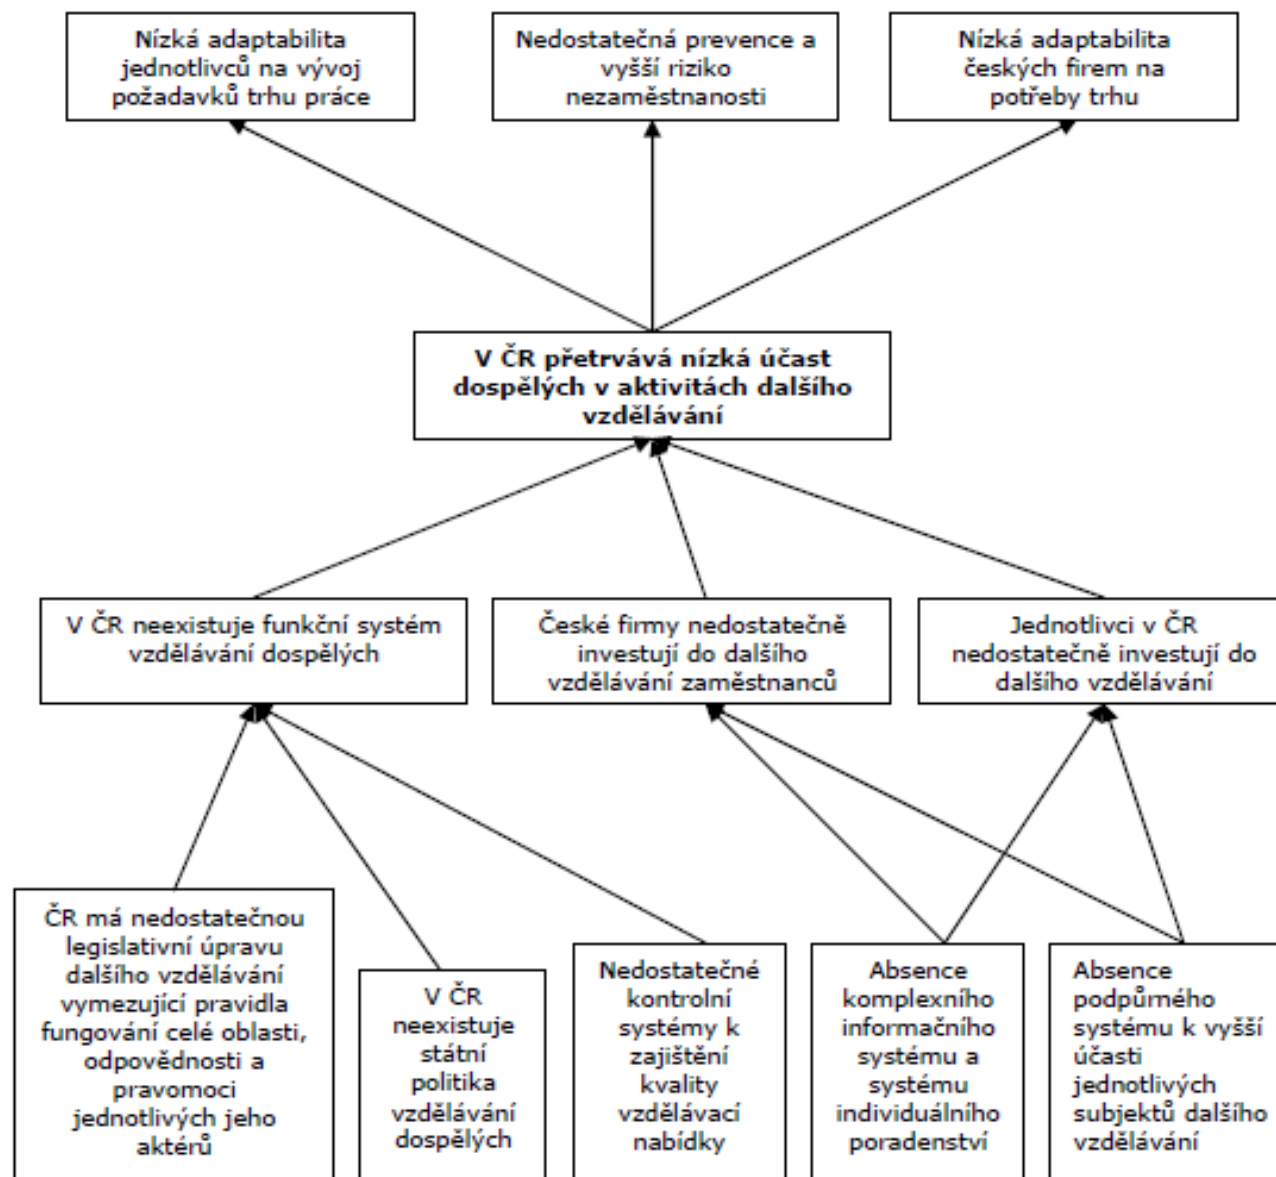 Nízká adaptabilita
jednotlivců na vývoj
požadavků trhu práce
Nedostatečná prevence a
vyšší riziko
nezaměstnanosti
Nízká adaptabilita
českých firem na
potřeby trhu
V ČR přetrvává nízká účast
dospělých v aktivitách dalšího
vzdělávání
V ČR neexistuje funkční systém
vzdělávání dospělých
České firmy nedostatečně
investují do dalšího
vzdělávání zaměstnanců
Jednotlivci v ČR
nedostatečně investují do
dalšího vzdělávání
ČR má nedostatečnou
legislativní úpravu
dalšího vzdělávání
vymezující pravidla
fungování celé oblasti,
odpovědnosti a
pravomoci
jednotlivých jeho
aktérů
V ČR
neexistuje
státní
politika
vzdělávání
dospělých
Nedostatečné
kontrolní
systémy k
zajištění
kvality
vzdělávací
nabídky
Absence
komplexního
informačního
systému a
systému
individuálního
poradenství
Absence
podpůrného
systému k vyšší
účasti
jednotlivých
subjektů dalšího
vzdělávání